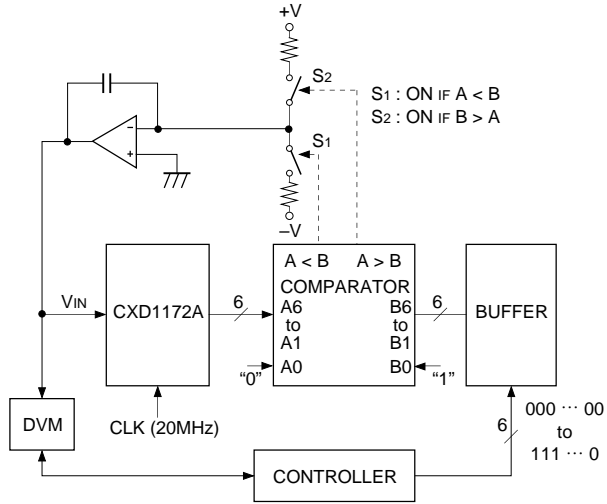 +V
S2
S1 : ON IF A < B
S2 : ON IF B > A
S1
–
+
–V
A < B A > B
COMPARATOR
VIN
CXD1172A
6
A6
to
A1
A0
B6
to
B1
B0
6
BUFFER
"0"
"1"
CLK (20MHz)
DVM
CONTROLLER
6
000 ··· 00
to
111 ··· 0